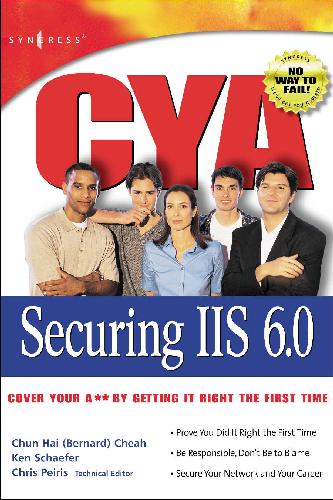 SYNGRESS®
CYA
NO
WAY TO
FAIL!
Securing IIS 6.0
COVER YOUR A** BY GETTING IT RIGHT THE FIRST TIME
Chun Hai (Bernard) Cheah
Ken Schaefer
Chris Peiris Technical Editor
• Prove You Did It Right the First Time
• Be Responsible, Don't Be to Blame
• Secure Your Network and Your Career